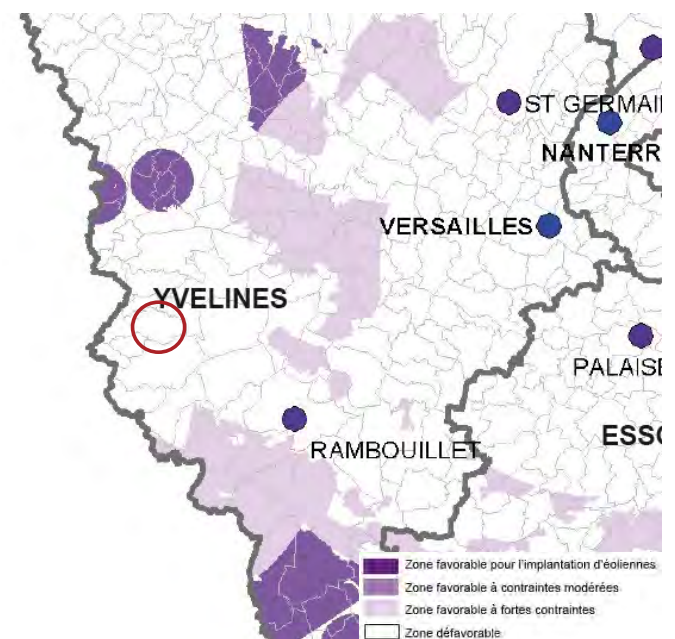 ST GERMAI
NANTERR
VERSAILLES
YVELINES
PALAISE
RAMBOUILLET
ESSO
Zone favorable pour l'implantation d'éoliennes
Zone favorable à contraintes modérées
Zone favorable à fortes contraintes
Zone défavorable